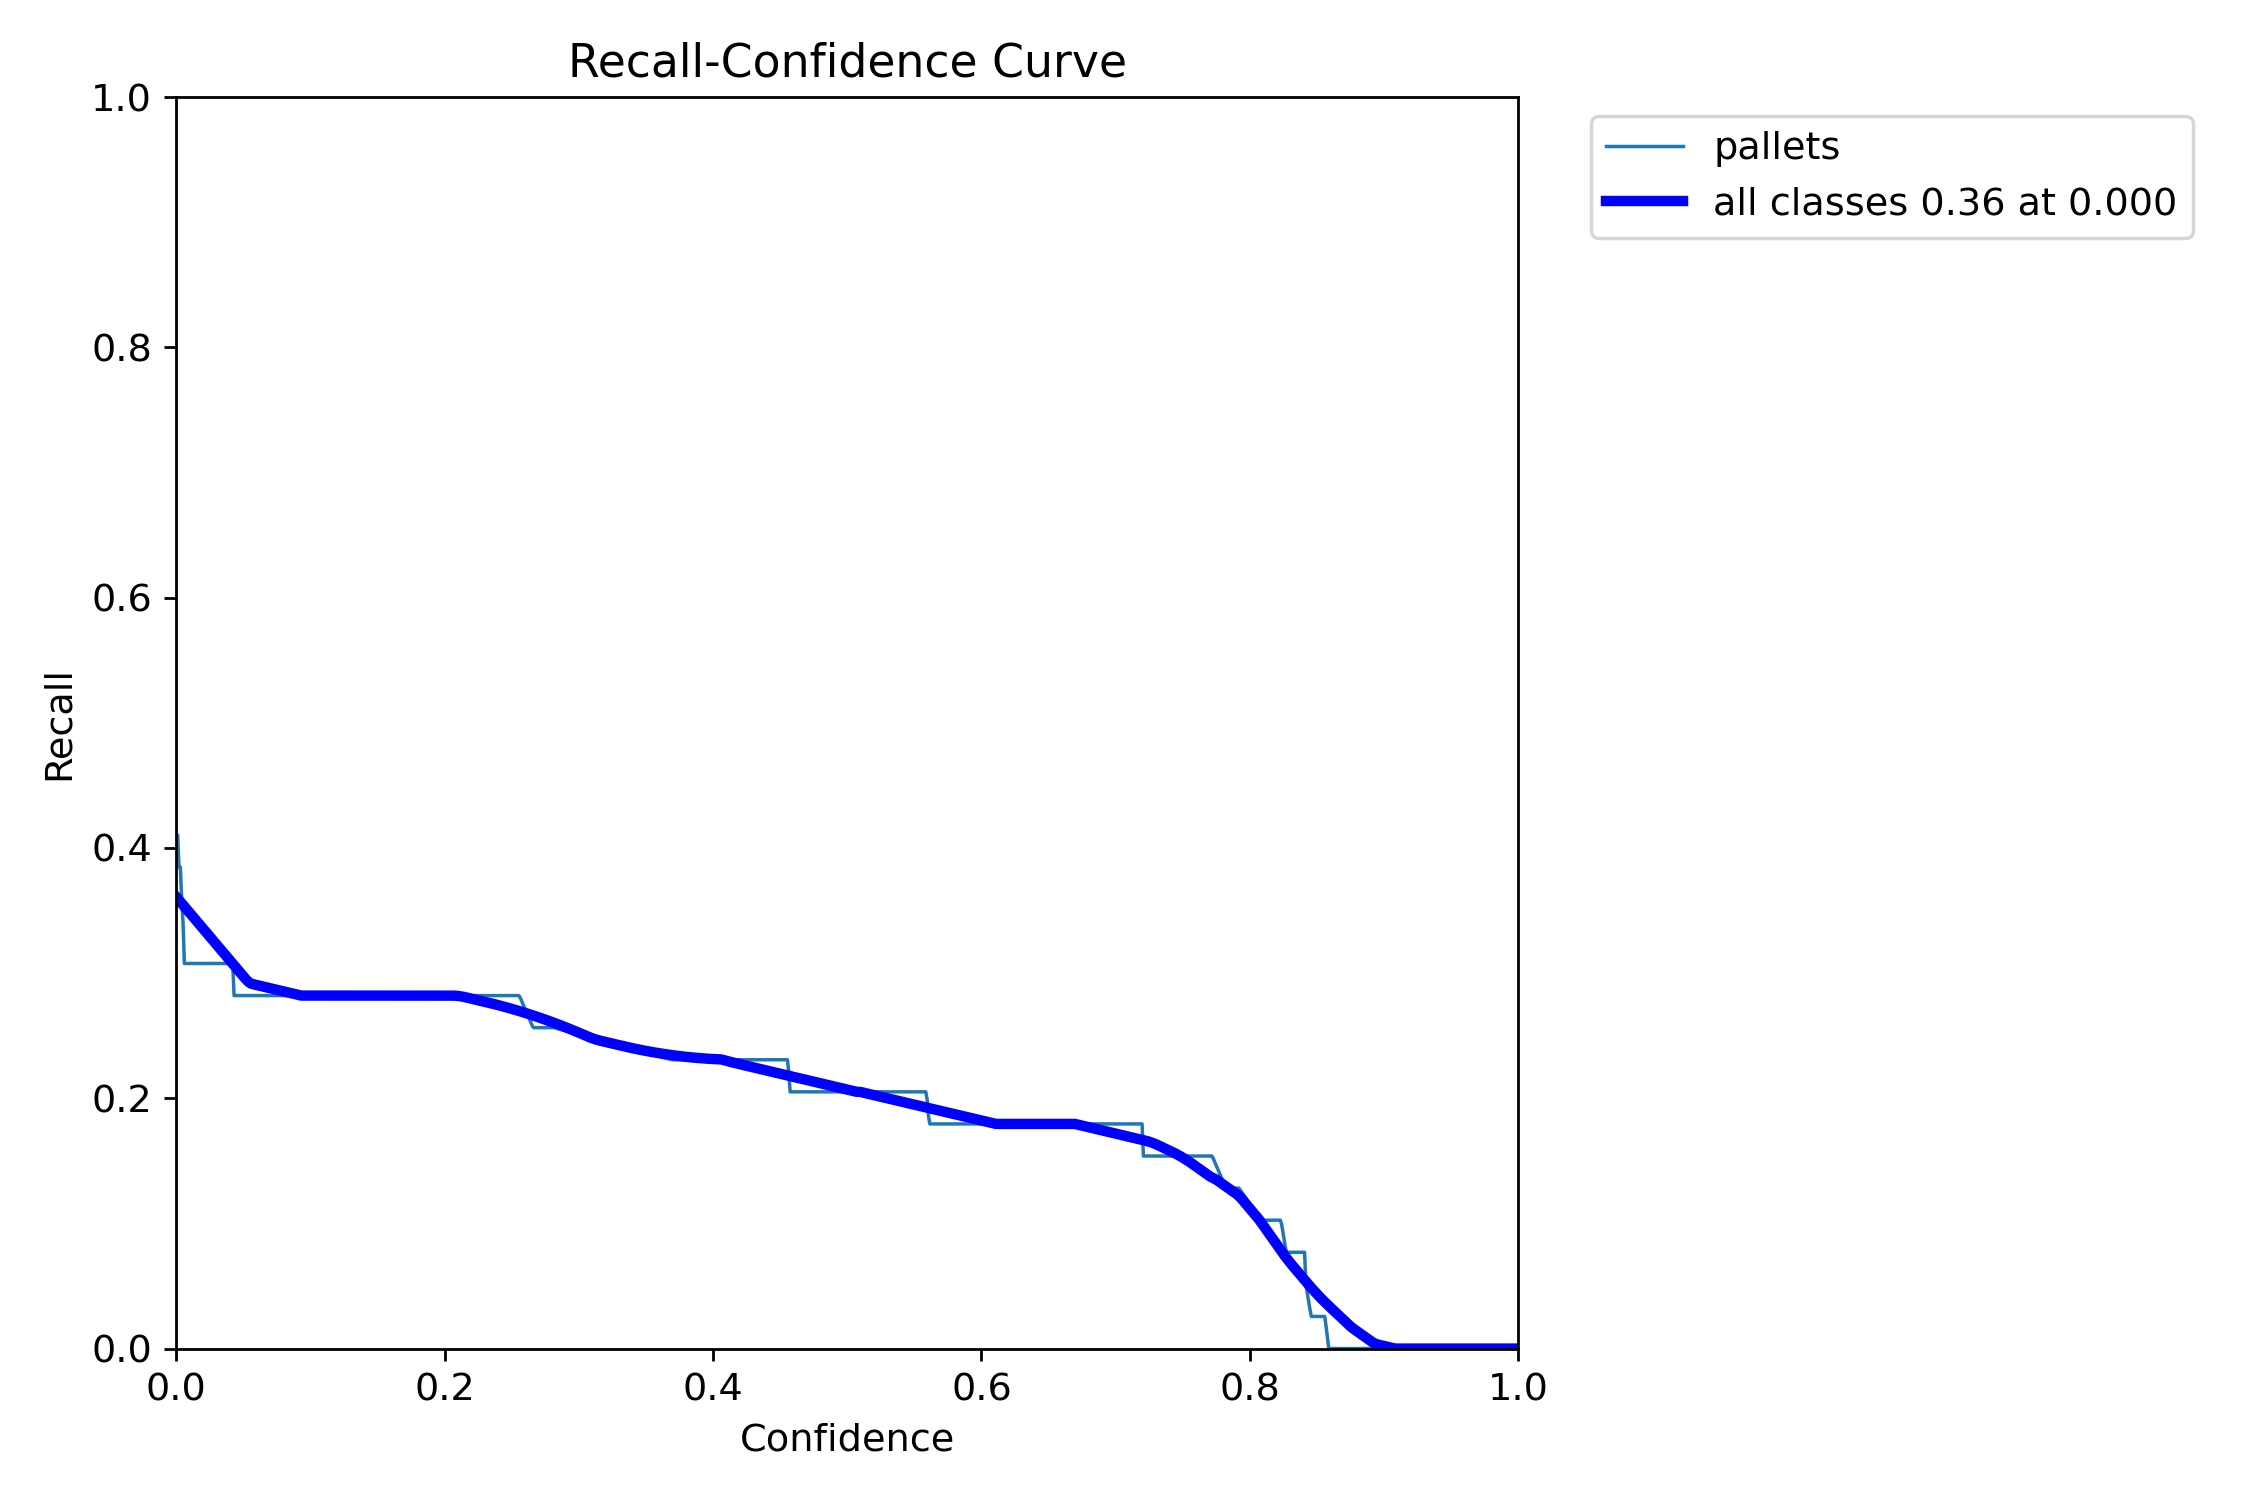 Recall-Confidence Curve
1.0
0.8
0.6
0.4
0.2
0.0
Recall
0.0 0.2 0.4 0.6 0.8 1.0
Confidence
pallets
all classes 0.36 at 0.000